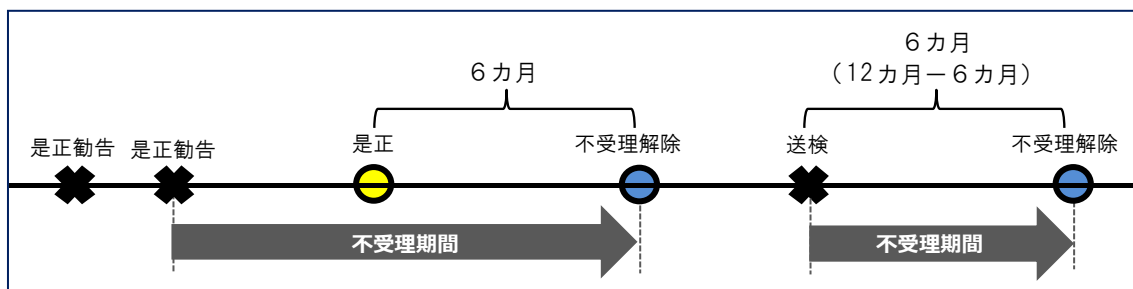 ６カ月
６カ月
（12カ月－６カ月）
是正勧告
是正勧告
是正
不受理解除
送検
不受理解除
不受理期間
不受理期間